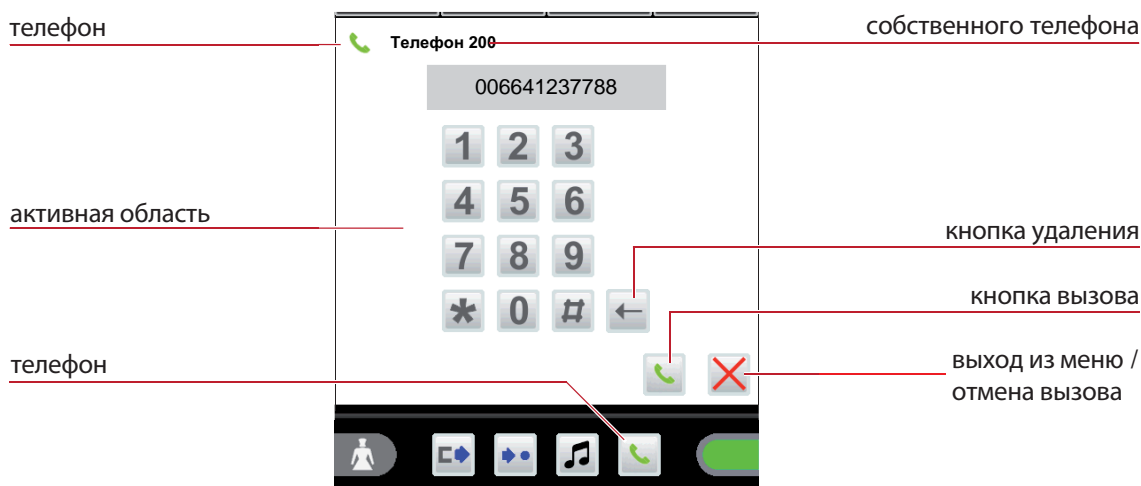 телефон
собственного телефона
Телефон 200
006641237788
1 2 3
4 5 6
активная область
7 8 9
кнопка удаления
* 0 #
кнопка вызова
телефон
выход из меню /
отмена вызова